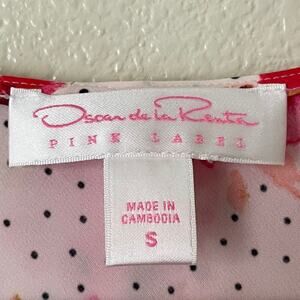 Oscar de la Renta
PINK LABEL
MADE IN
CAMBODIA
S